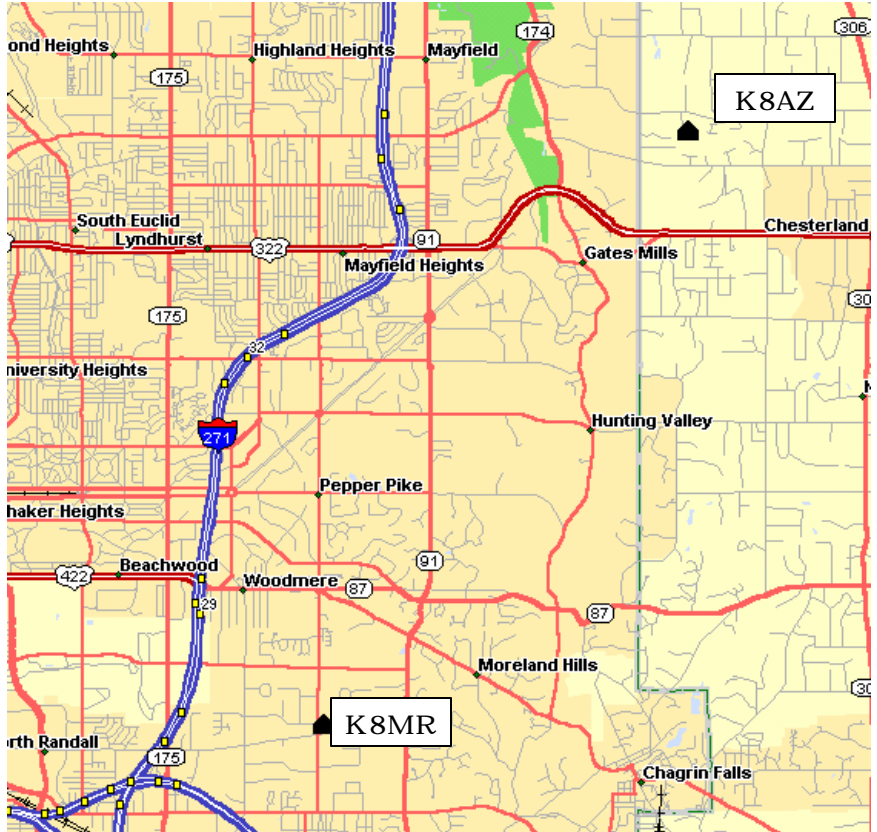 ond Heights
Highland Heights
Mayfield
174
306
175
K8AZ
South Euclid
Lyndhurst
322
91
Mayfield Heights
Gates Mills
Chesterland
175
30
32
niversity Heights
271
Hunting Valley
Pepper Pike
haker Heights
91
Beachwood
422
Woodmere
87
29
87
Moreland Hills
30
K8MR
orth Randall
175
Chagrin Falls